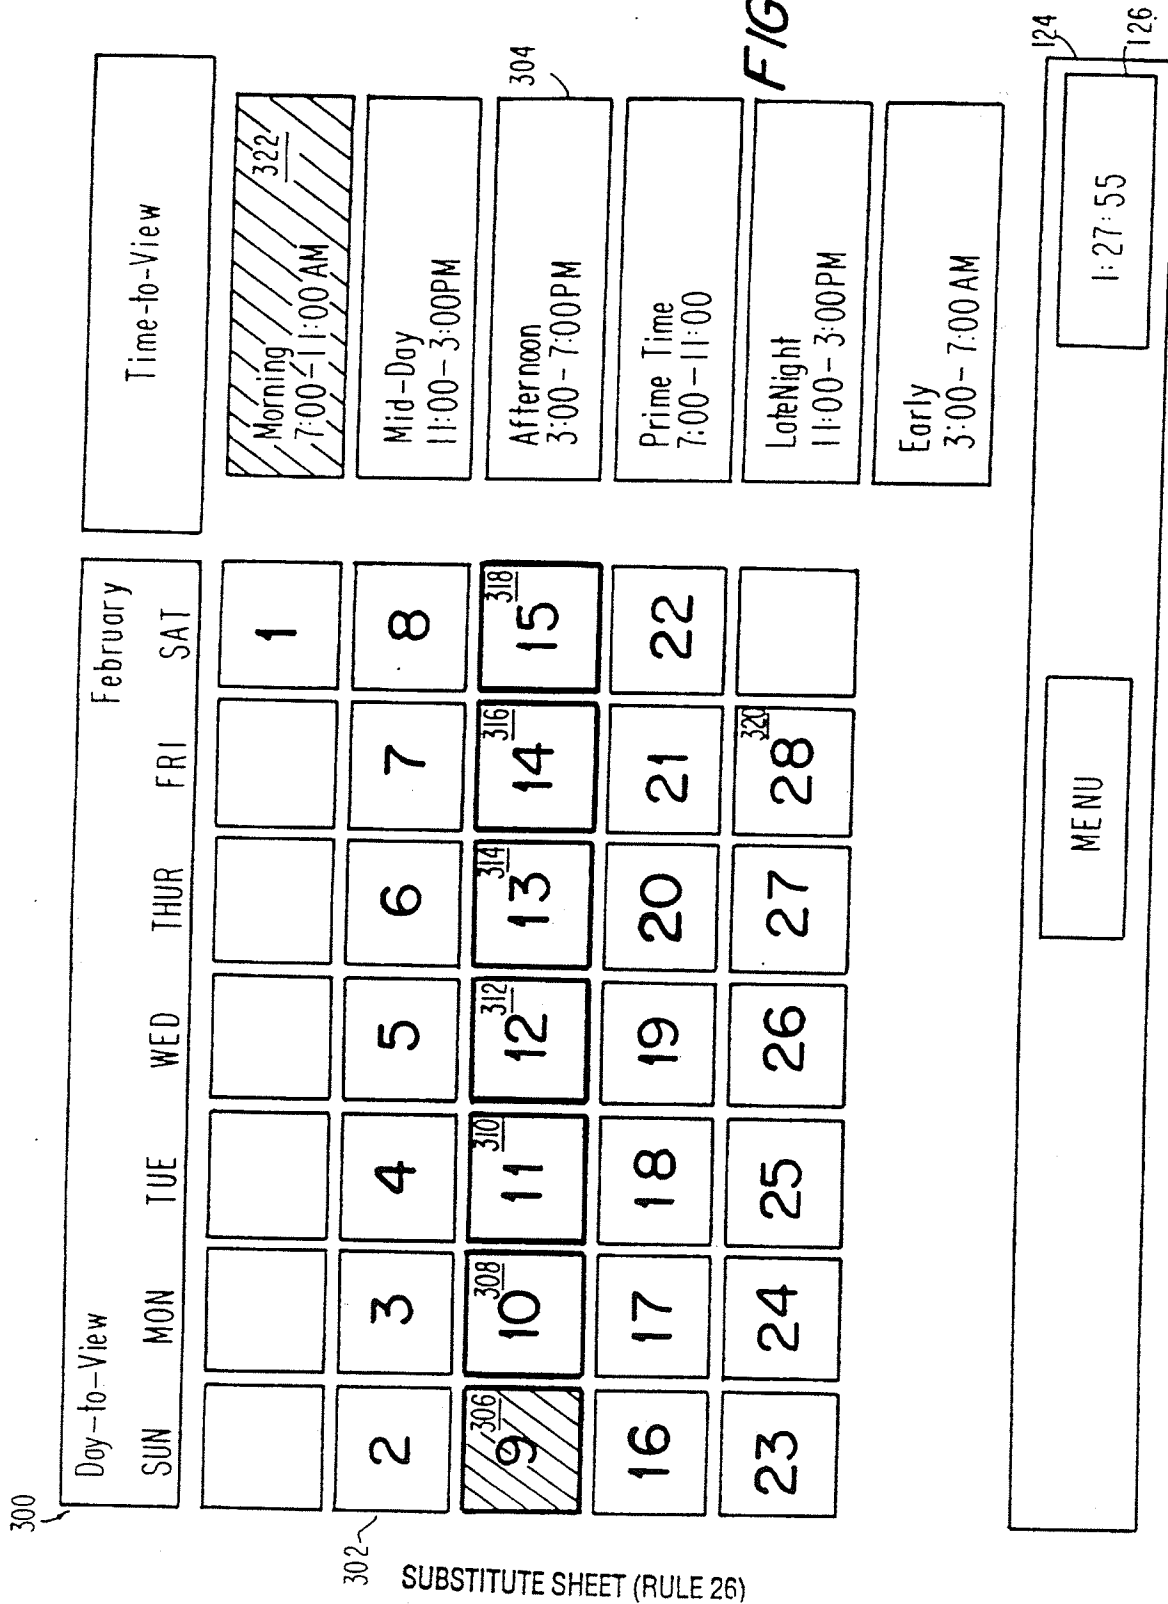 300
Day-to-View February
SUN MON TUE WED THUR FRI SAT
1
302
2 3 4 5 6 7 8
306 308 310 312 314 316 318
9 10 11 12 13 14 15
16 17 18 19 20 21 22
320
23 24 25 26 27 28
Time-to-View
322
Morning
7:00-11:00 AM
Mid-Day
11:00-3:00PM
304
Afternoon
3:00-7:00PM
Prime Time
7:00-11:00
LateNight
11:00-3:00PM
Early
3:00-7:00 AM
FIG
124
MENU
1:27:55
126
SUBSTITUTE SHEET (RULE 26)